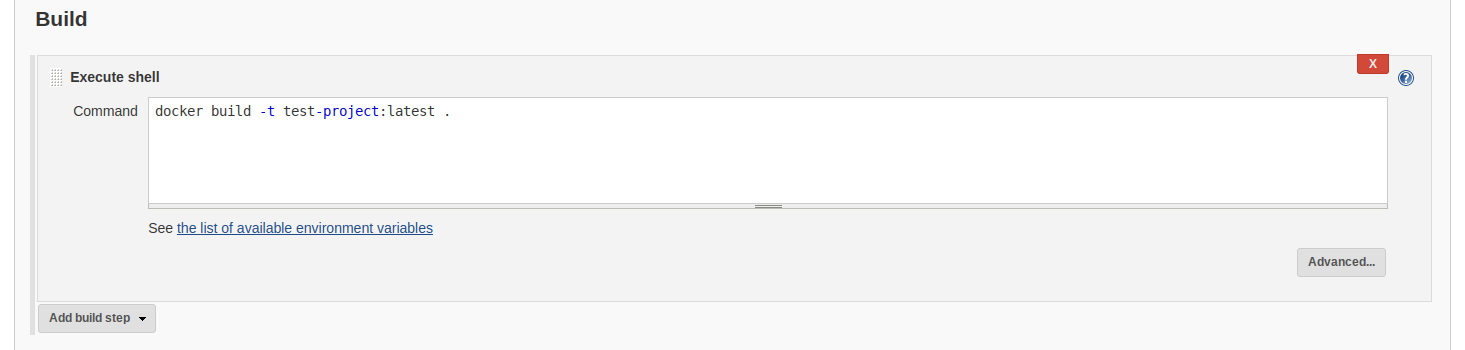 Build
X
Execute shell
?
Command docker build -t test-project:latest .
See the list of available environment variables
Advanced...
Add build step